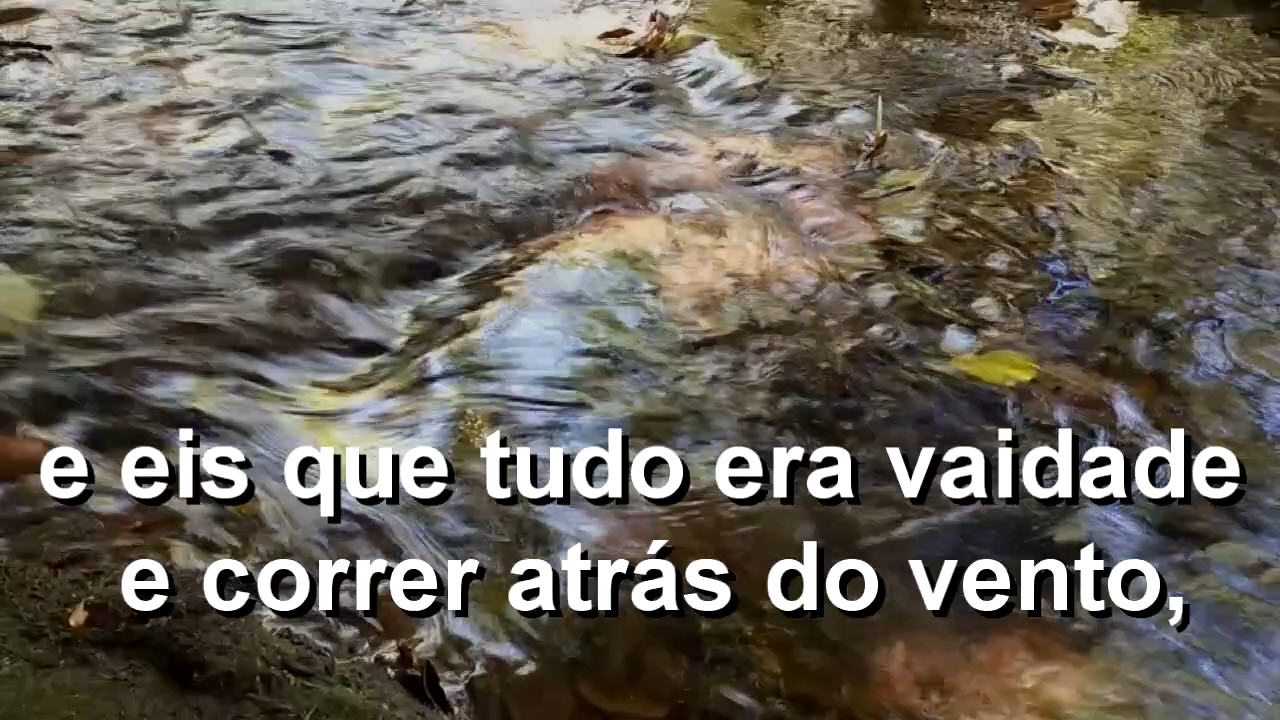 e eis que tudo era vaidade
e correr atrás do vento,